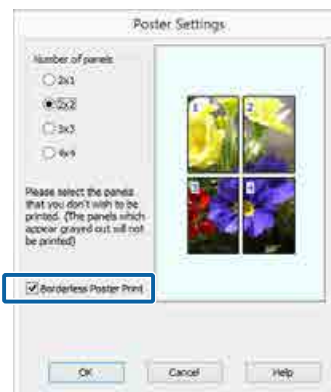 Poster Settings
Number of panels
2x1
2x2
3x3
4x4
Please select the panels
that you don't wish to be
printed. (The panels which
appear grayed out will not
be printed)
Borderless Poster Print
1
2
3
4
OK
Cancel
Help